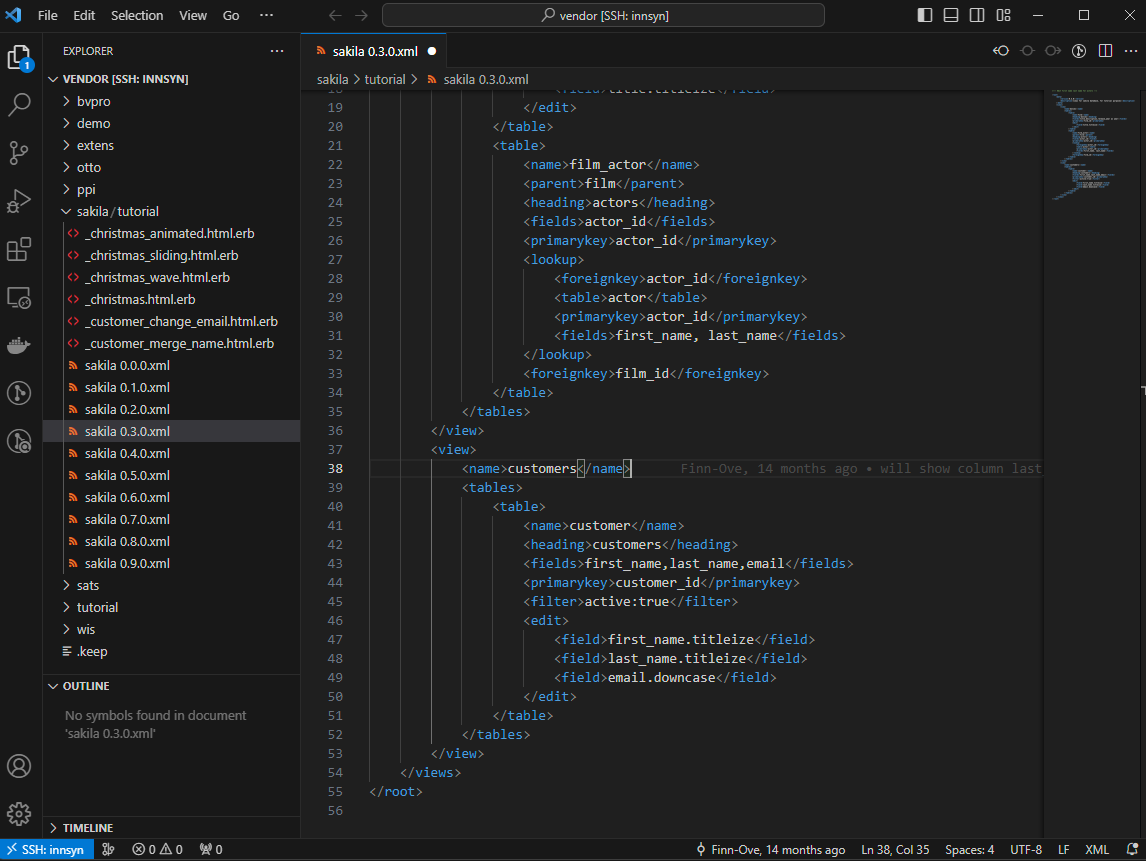 File Edit Selection View Go ··· vendor [SSH: innsyn]
EXPLORER ···
VENDOR [SSH: INNSYN]
bvpro
demo
extens
otto
ppi
sakila/tutorial
_christmas_animated.html.erb
_christmas_sliding.html.erb
_christmas_wave.html.erb
_christmas.html.erb
_customer_change_email.html.erb
_customer_merge_name.html.erb
sakila 0.0.0.xml
sakila 0.1.0.xml
sakila 0.2.0.xml
sakila 0.3.0.xml
sakila 0.4.0.xml
sakila 0.5.0.xml
sakila 0.6.0.xml
sakila 0.7.0.xml
sakila 0.8.0.xml
sakila 0.9.0.xml
sats
tutorial
wis
.keep
OUTLINE
No symbols found in document
'sakila 0.3.0.xml'
TIMELINE
1
sakila 0.3.0.xml ●
sakila > tutorial > sakila 0.3.0.xml
18 <field>title.titleize</field>
19 </edit>
20 </table>
21 <table>
22 <name>film_actor</name>
23 <parent>film</parent>
24 <heading>actors</heading>
25 <fields>actor_id</fields>
26 <primarykey>actor_id</primarykey>
27 <lookup>
28 <foreignkey>actor_id</foreignkey>
29 <table>actor</table>
30 <primarykey>actor_id</primarykey>
31 <fields>first_name, last_name</fields>
32 </lookup>
33 <foreignkey>film_id</foreignkey>
34 </table>
35 </tables>
36 </view>
37 <view>
38 <name>customers</name> Finn-Ove, 14 months ago • will show column last
39 <tables>
40 <table>
41 <name>customer</name>
42 <heading>customers</heading>
43 <fields>first_name,last_name,email</fields>
44 <primarykey>customer_id</primarykey>
45 <filter>active:true</filter>
46 <edit>
47 <field>first_name.titleize</field>
48 <field>last_name.titleize</field>
49 <field>email.downcase</field>
50 </edit>
51 </table>
52 </tables>
53 </view>
54 </views>
55 </root>
56
SSH: innsyn 0 0 0 Finn-Ove, 14 months ago Ln 38, Col 35 Spaces: 4 UTF-8 LF XML